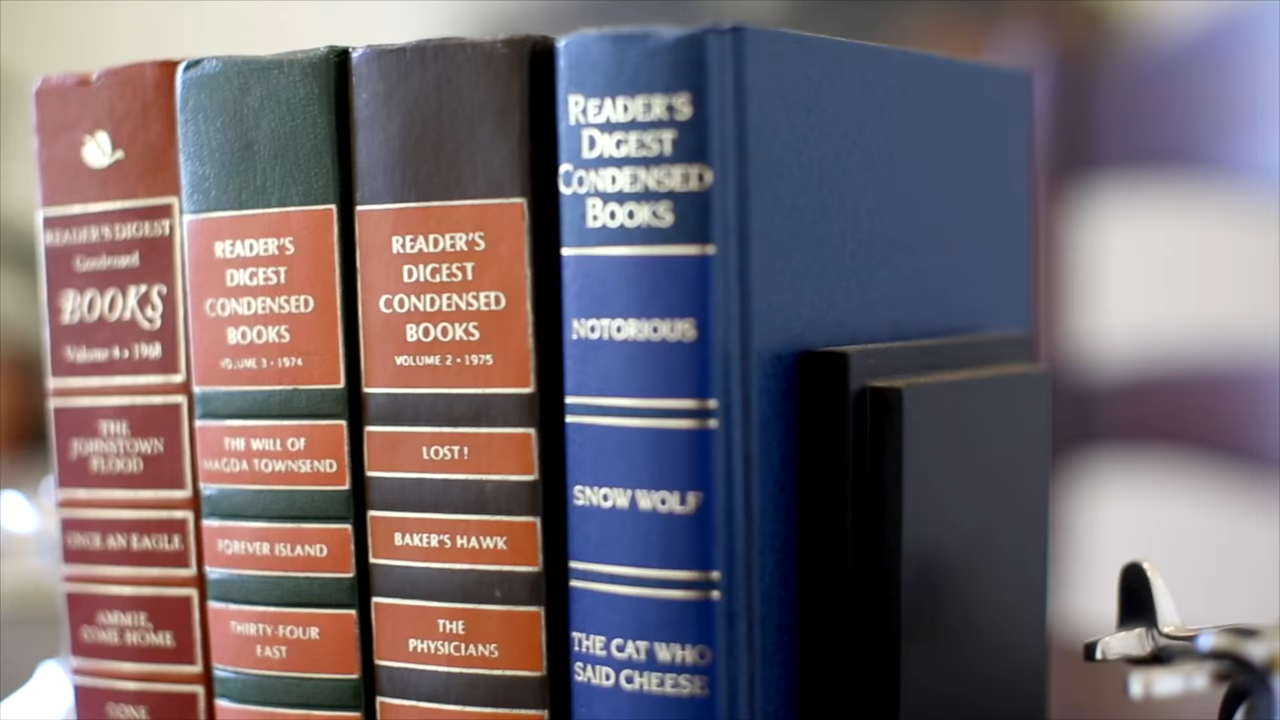 READER'S DIGEST
Condensed
BOOKS
Volume 4 • 1968
THE
JOHNSTOWN
FLOOD
ONCE AN EAGLE
AMMIE,
COME HOME
READER'S
DIGEST
CONDENSED
BOOKS
VOLUME 3 • 1974
THE WILL OF
MAGDA TOWNSEND
FOREVER ISLAND
THIRTY-FOUR
EAST
READER'S
DIGEST
CONDENSED
BOOKS
VOLUME 2 • 1975
LOST!
BAKER'S HAWK
THE
PHYSICIANS
READER'S
DIGEST
CONDENSED
BOOKS
NOTORIOUS
SNOW WOLF
THE CAT WHO
SAID CHEESE